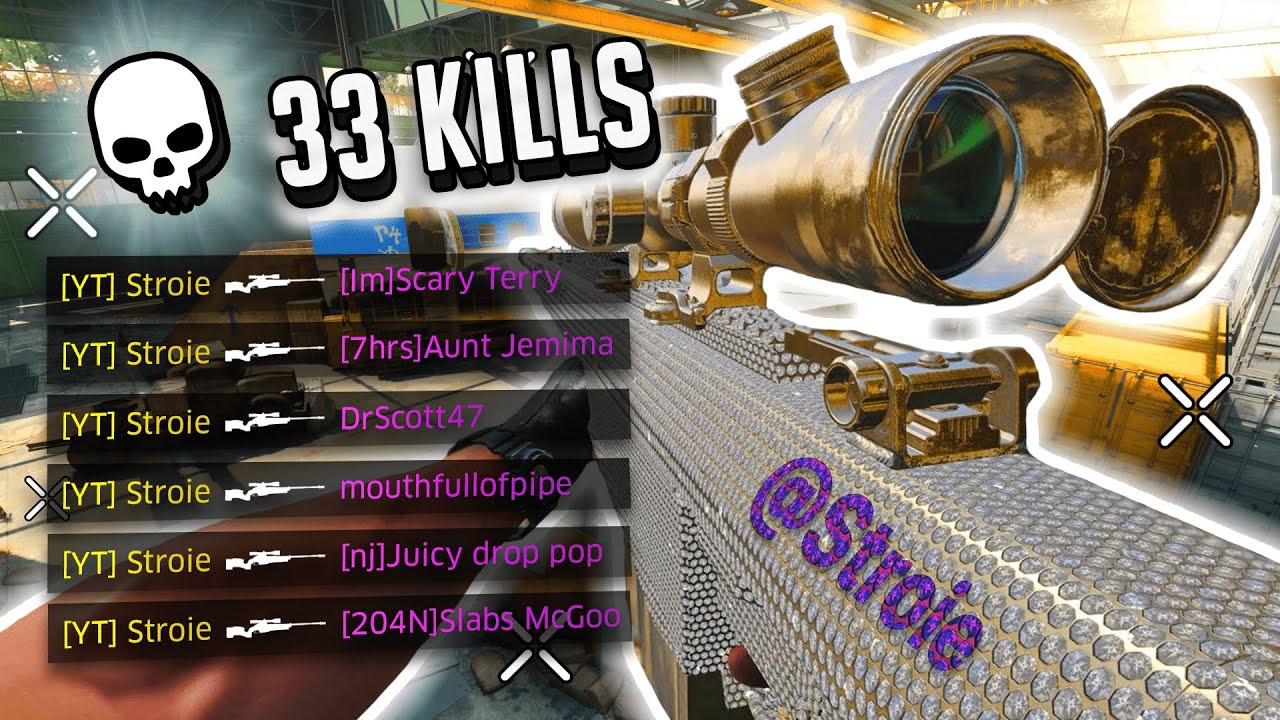 33 KILLS
[YT] Stroie [Im]Scary Terry
[YT] Stroie [7hrs]Aunt Jemima
[YT] Stroie DrScott47
[YT] Stroie mouthfullofpipe
[YT] Stroie [nj]Juicy drop pop
[YT] Stroie [204N]Slabs McGoo
@Stroie